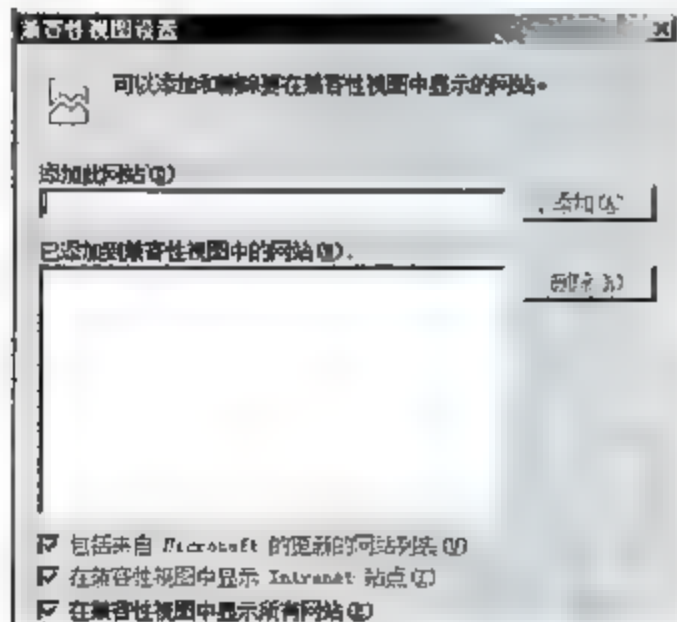 兼容性视图设置
可以添加和删除要在兼容性视图中显示的网站。
添加此网站(D)
添加(A)
已添加到兼容性视图中的网站(W):
删除(R)
包括来自 Microsoft 的更新的网站列表(U)
在兼容性视图中显示 Intranet 站点(I)
在兼容性视图中显示所有网站(E)